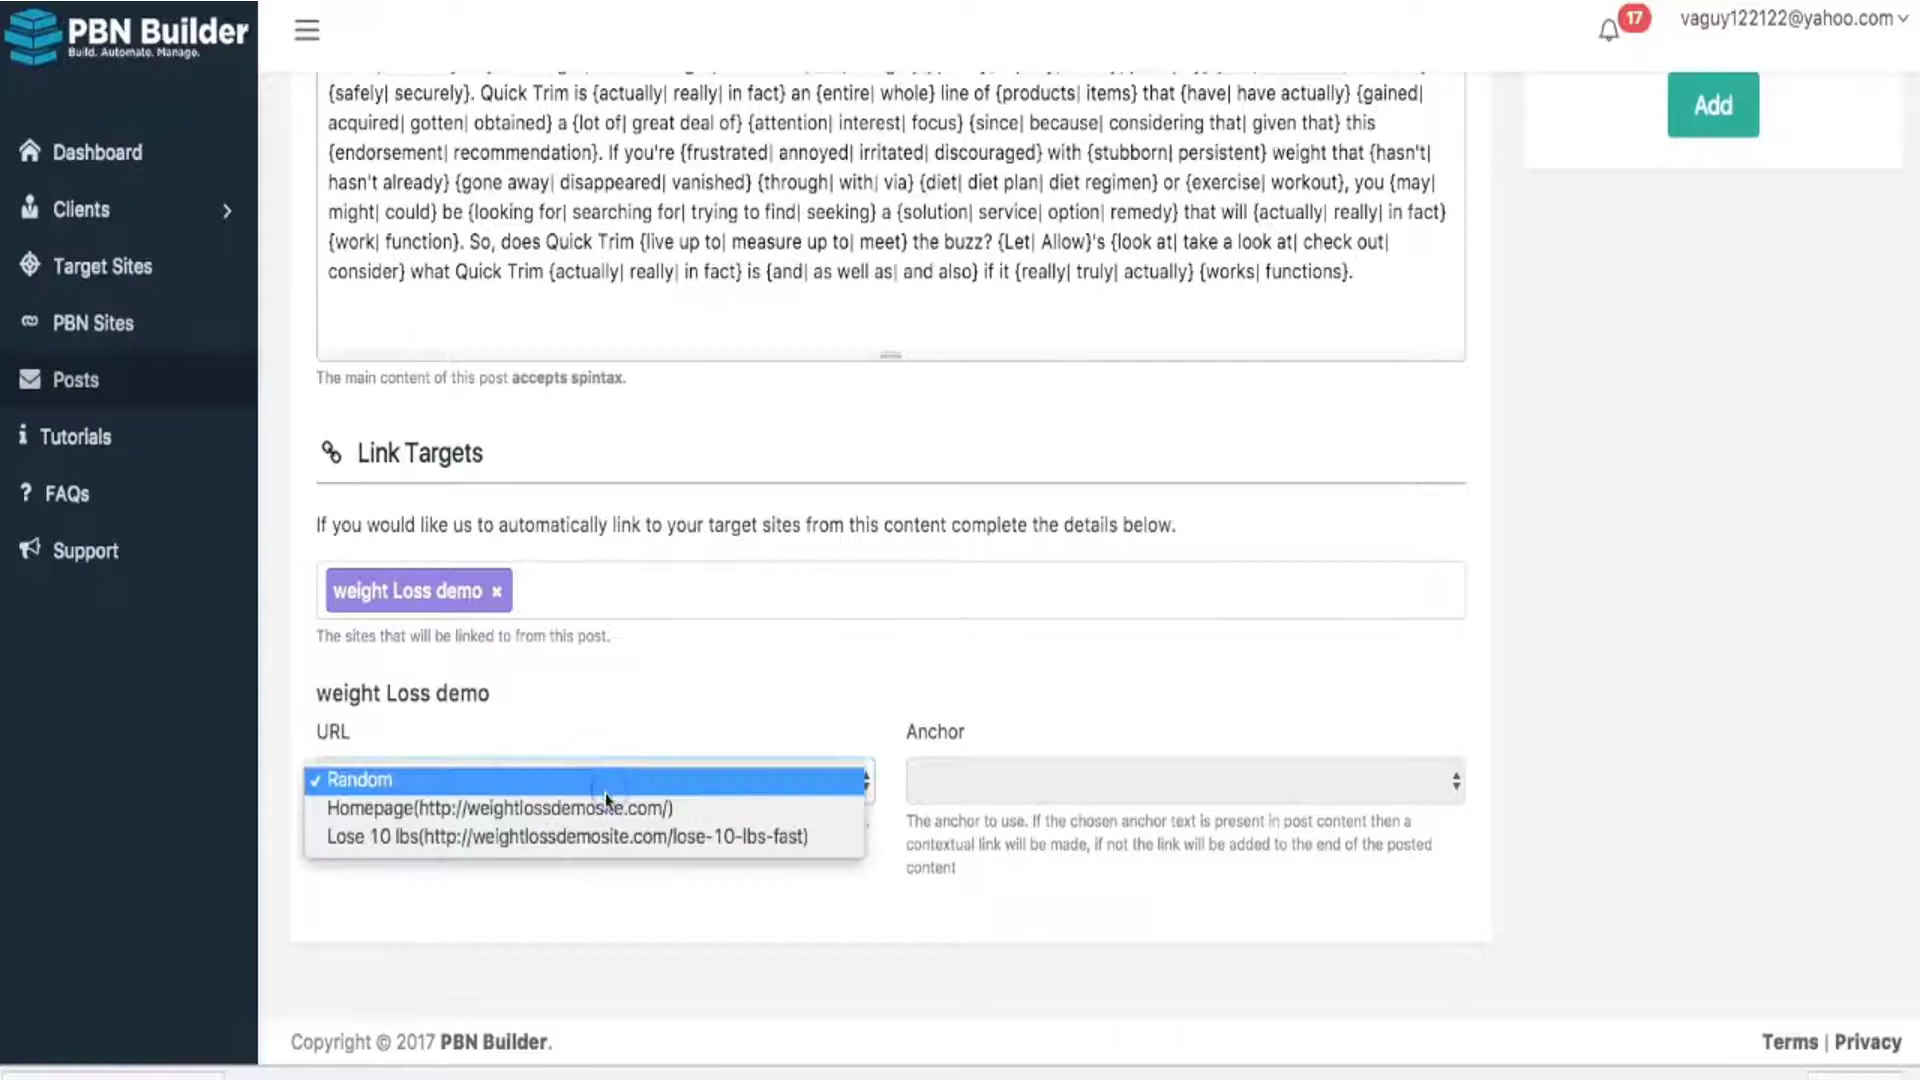 PBN Builder
Build. Automate. Manage.
17
vaguy122122@yahoo.com
Dashboard
Clients
Target Sites
PBN Sites
Posts
Tutorials
FAQs
Support
{safely| securely}. Quick Trim is {actually| really| in fact} an {entire| whole} line of {products| items} that {have| have actually} {gained|
acquired| gotten| obtained} a {lot of| great deal of} {attention| interest| focus} {since| because| considering that| given that} this
{endorsement| recommendation}. If you're {frustrated| annoyed| irritated| discouraged} with {stubborn| persistent} weight that {hasn't|
hasn't already} {gone away| disappeared| vanished} {through| with| via} {diet| diet plan| diet regimen} or {exercise| workout}, you {may|
might| could} be {looking for| searching for| trying to find| seeking} a {solution| service| option| remedy} that will {actually| really| in fact}
{work| function}. So, does Quick Trim {live up to| measure up to| meet} the buzz? {Let| Allow}'s {look at| take a look at| check out|
consider} what Quick Trim {actually| really| in fact} is {and| as well as| and also} if it {really| truly| actually} {works| functions}.
Add
The main content of this post accepts spintax.
Link Targets
If you would like us to automatically link to your target sites from this content complete the details below.
weight Loss demo ×
The sites that will be linked to from this post.
weight Loss demo
URL
Anchor
✓ Random
Homepage(http://weightlossdemosite.com/)
Lose 10 lbs(http://weightlossdemosite.com/lose-10-lbs-fast)
The anchor to use. If the chosen anchor text is present in post content then a
contextual link will be made, if not the link will be added to the end of the posted
content
Copyright © 2017 PBN Builder.
Terms | Privacy